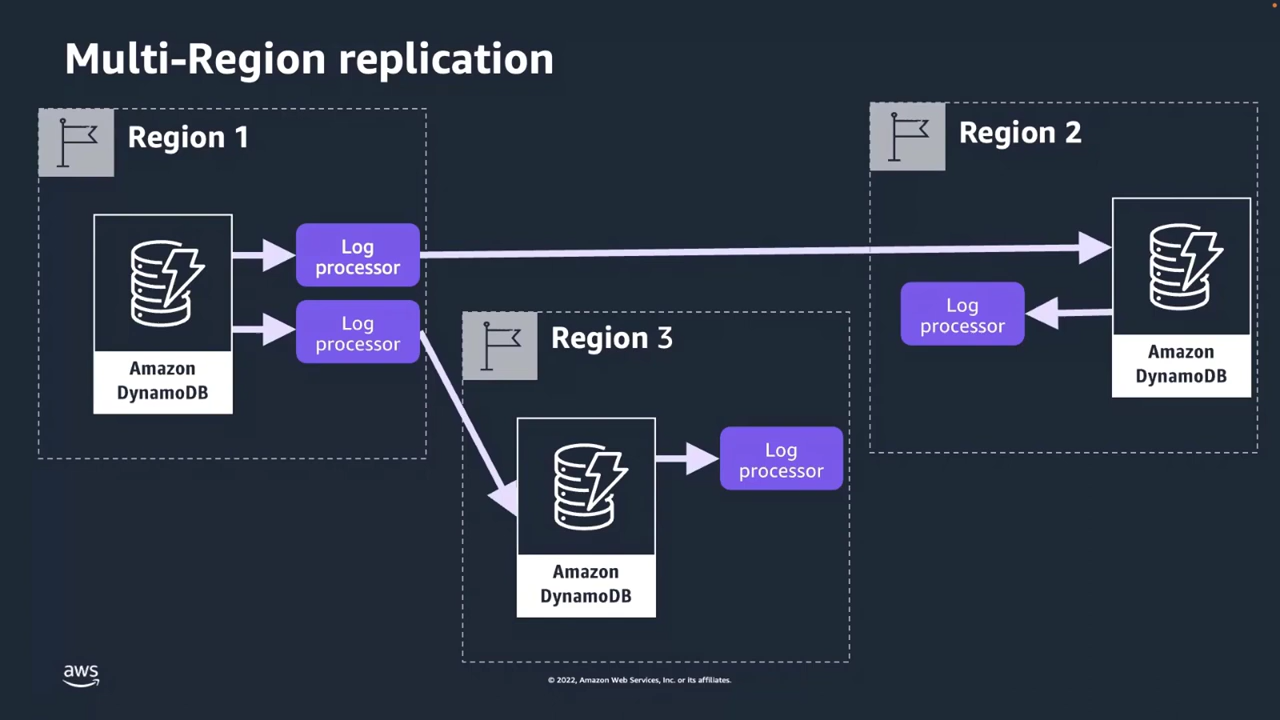 Multi-Region replication
Region 1
Log
processor
Log
processor
Amazon
DynamoDB
Region 2
Log
processor
Amazon
DynamoDB
Region 3
Log
processor
Amazon
DynamoDB
aws
© 2022, Amazon Web Services, Inc. or its affiliates.